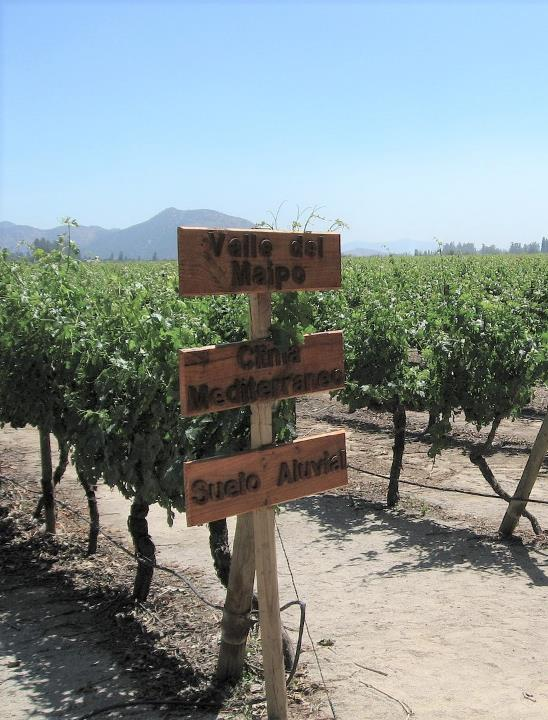 Valle del
Maipo
Clima
Mediterraneo
Suelo Aluvial